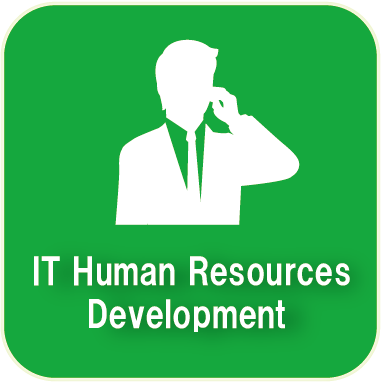 IT Human Resources
Development